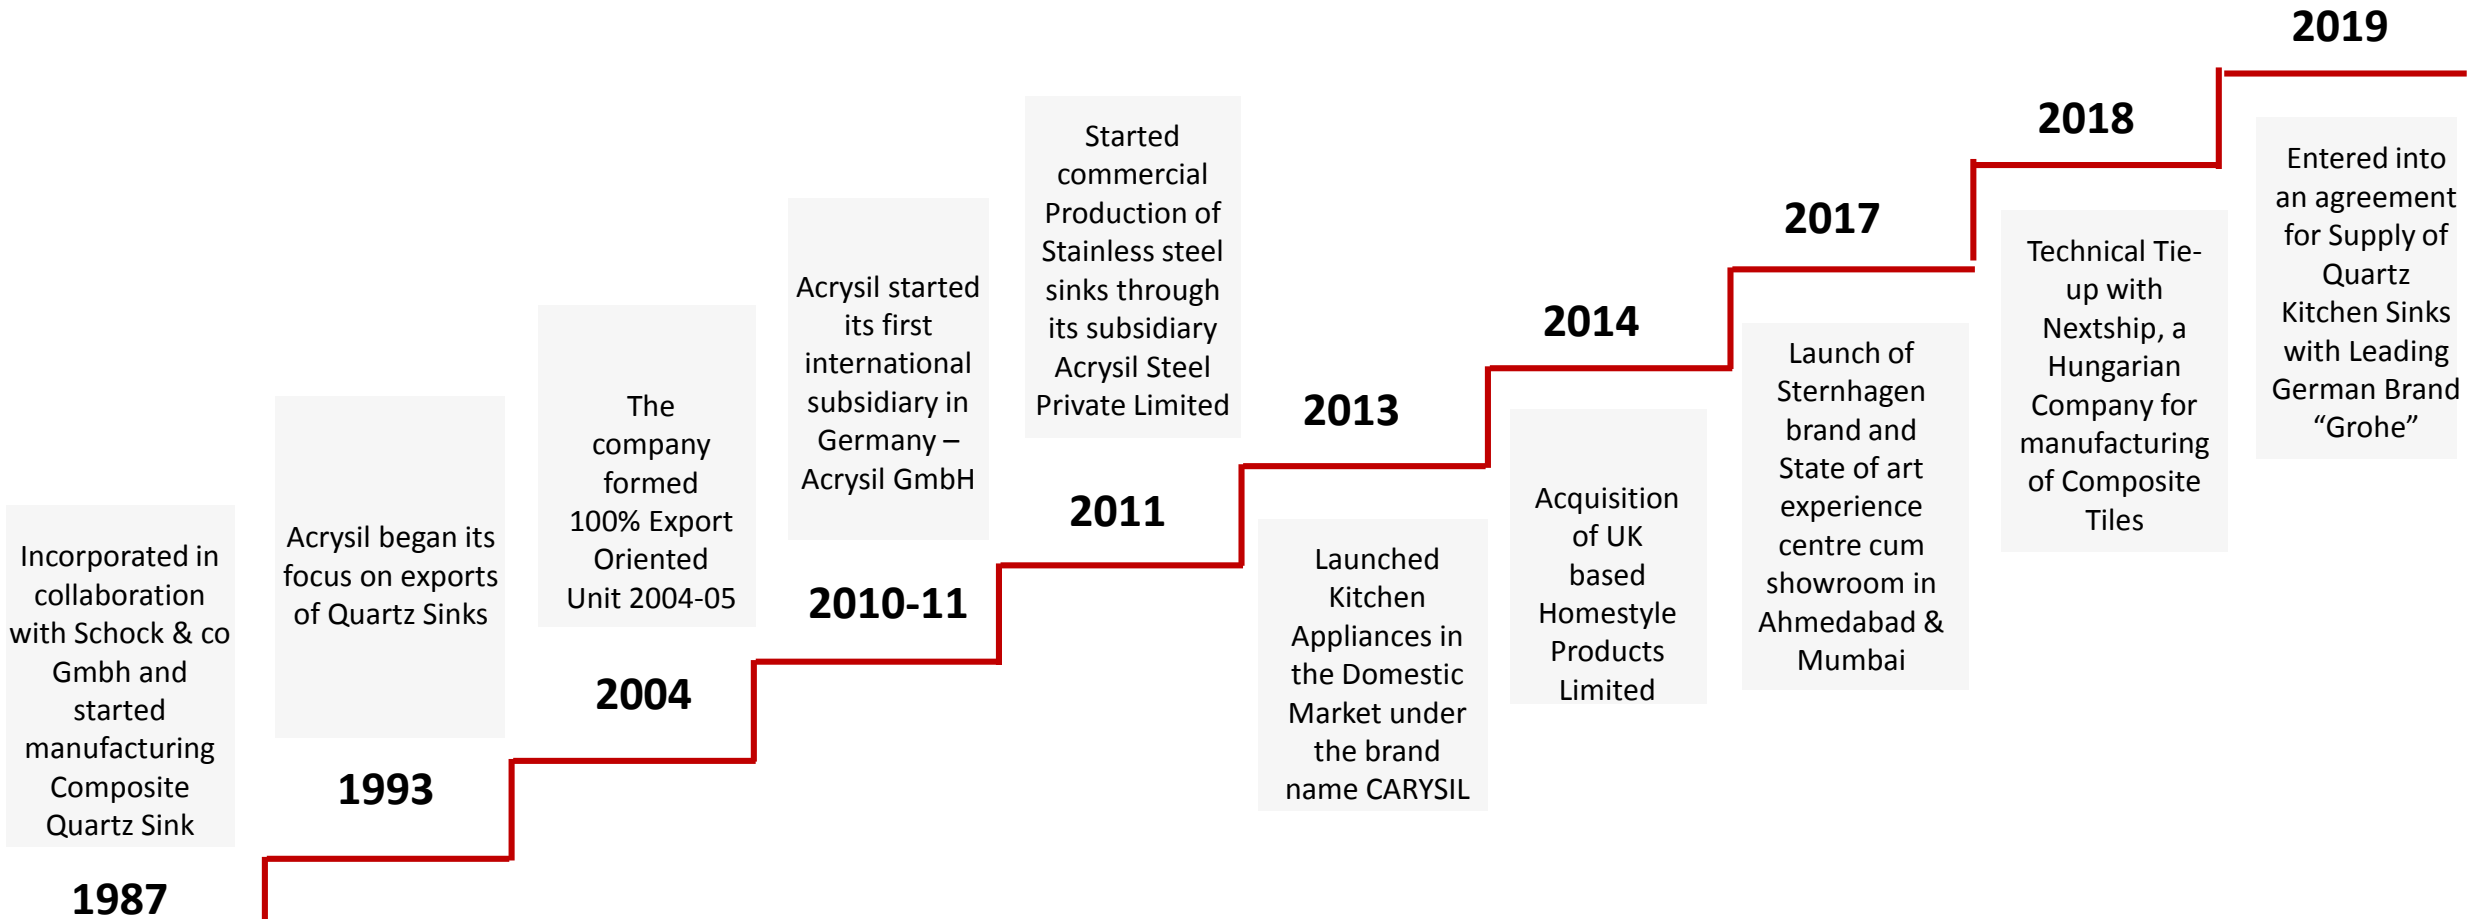 Incorporated in
collaboration
with Schock & co
Gmbh and
started
manufacturing
Composite
Quartz Sink
1987
Acrysil began its
focus on exports
of Quartz Sinks
1993
The
company
formed
100% Export
Oriented
Unit 2004-05
2004
Acrysil started
its first
international
subsidiary in
Germany –
Acrysil GmbH
2010-11
Started
commercial
Production of
Stainless steel
sinks through
its subsidiary
Acrysil Steel
Private Limited
2011
2013
Launched
Kitchen
Appliances in
the Domestic
Market under
the brand
name CARYSIL
2014
Acquisition
of UK
based
Homestyle
Products
Limited
2017
Launch of
Sternhagen
brand and
State of art
experience
centre cum
showroom in
Ahmedabad &
Mumbai
2018
Technical Tie-
up with
Nextship, a
Hungarian
Company for
manufacturing
of Composite
Tiles
2019
Entered into
an agreement
for Supply of
Quartz
Kitchen Sinks
with Leading
German Brand
“Grohe”